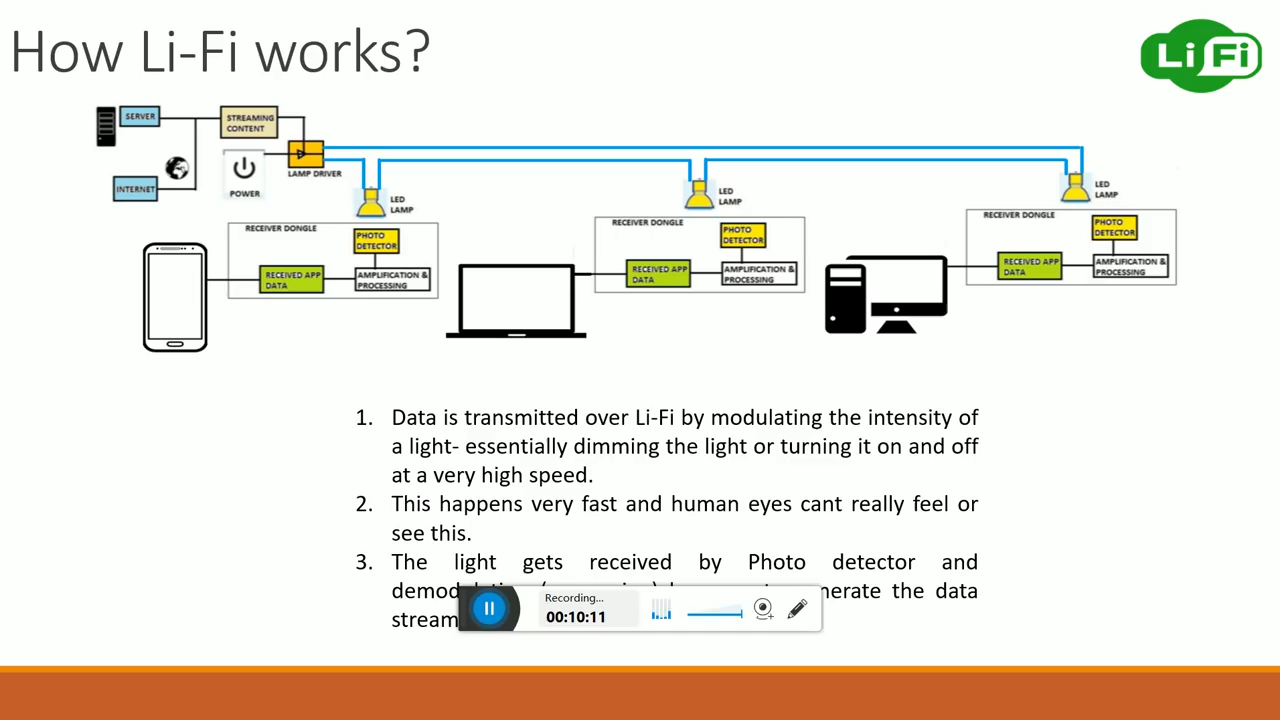 How Li-Fi works?
Li Fi
SERVER
STREAMING
CONTENT
INTERNET
POWER
LAMP DRIVER
LED
LAMP
LED
LAMP
LED
LAMP
RECEIVER DONGLE
PHOTO
DETECTOR
RECEIVED APP
DATA
AMPLIFICATION &
PROCESSING
RECEIVER DONGLE
PHOTO
DETECTOR
RECEIVED APP
DATA
AMPLIFICATION &
PROCESSING
RECEIVER DONGLE
PHOTO
DETECTOR
RECEIVED APP
DATA
AMPLIFICATION &
PROCESSING
1. Data is transmitted over Li-Fi by modulating the intensity of
a light- essentially dimming the light or turning it on and off
at a very high speed.
2. This happens very fast and human eyes cant really feel or
see this.
3. The light gets received by Photo detector and
the data
stream
Recording...
00:10:11